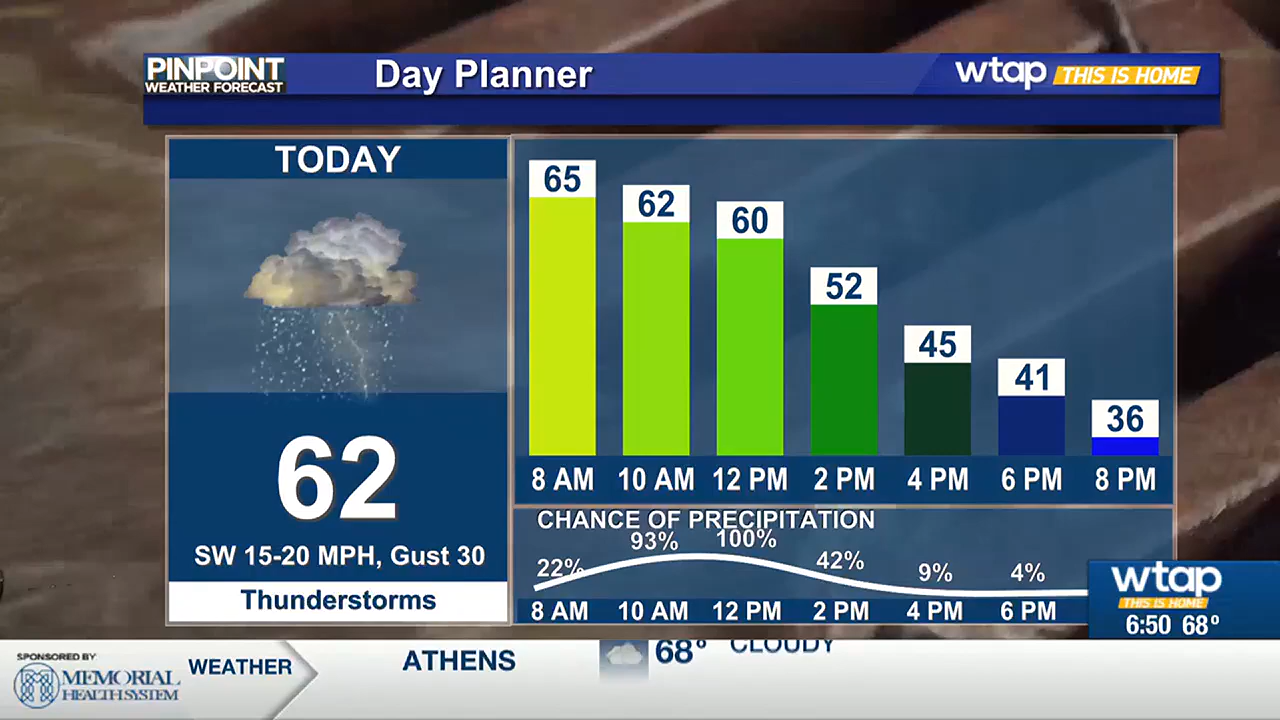 PINPOINT
WEATHER FORECAST
Day Planner
wtap THIS IS HOME
TODAY
62
SW 15-20 MPH, Gust 30
Thunderstorms
65 62 60 52 45 41 36
8 AM 10 AM 12 PM 2 PM 4 PM 6 PM 8 PM
CHANCE OF PRECIPITATION
22% 93% 100% 42% 9% 4%
8 AM 10 AM 12 PM 2 PM 4 PM 6 PM
wtap
THIS IS HOME
6:50 68°
SPONSORED BY
MEMORIAL
HEALTH SYSTEM
WEATHER
ATHENS
68° CLOUDY